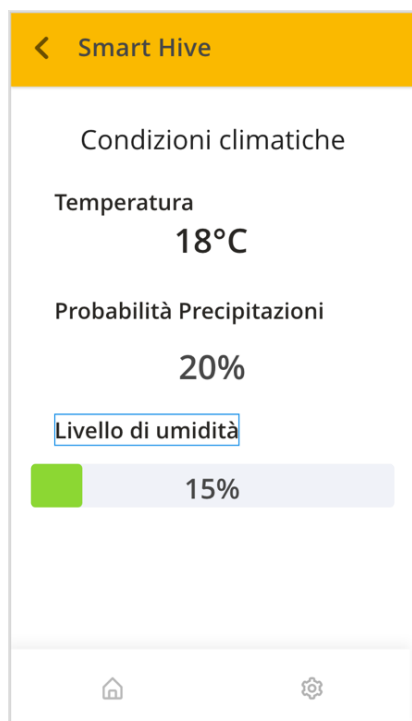 Smart Hive
Condizioni climatiche
Temperatura
18°C
Probabilità Precipitazioni
20%
Livello di umidità
15%